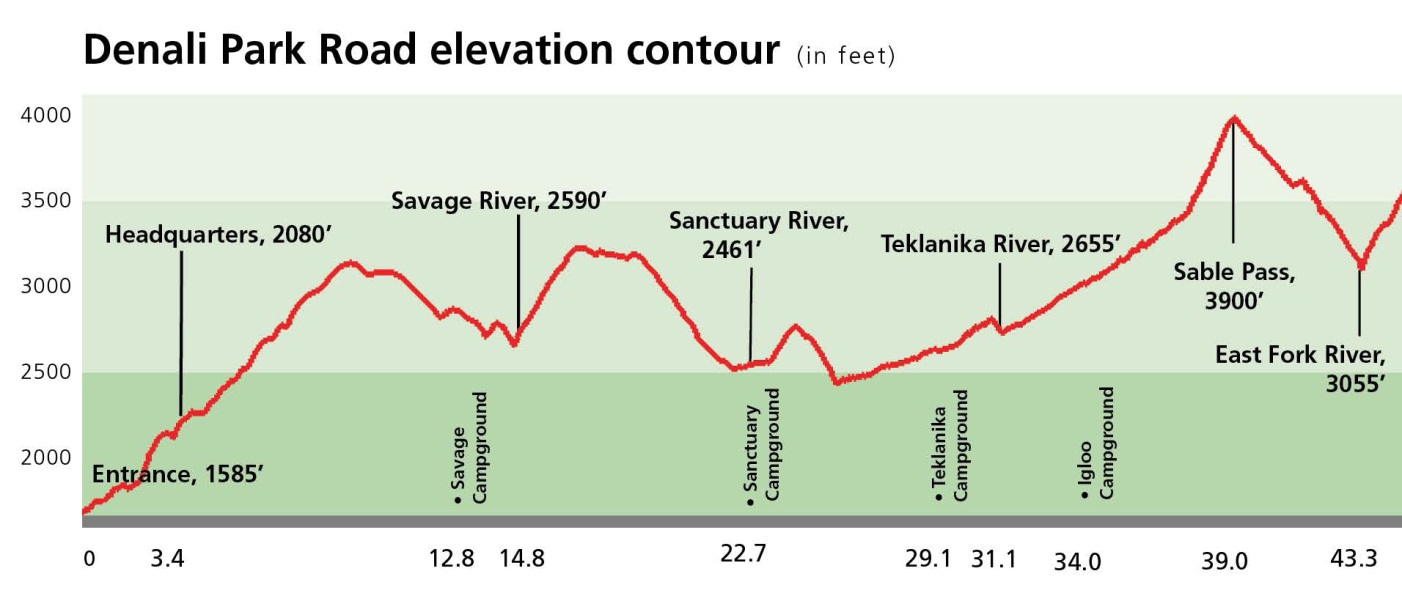 Denali Park Road elevation contour (in feet)
4000
3500
3000
2500
2000
Headquarters, 2080’
Savage River, 2590’
Sanctuary River,
2461’
Teklanika River, 2655’
Sable Pass,
3900’
East Fork River,
3055’
Entrance, 1585’
• Savage
Campground
• Sanctuary
Campground
• Teklanika
Campground
• Igloo
Campground
0 3.4 12.8 14.8 22.7 29.1 31.1 34.0 39.0 43.3